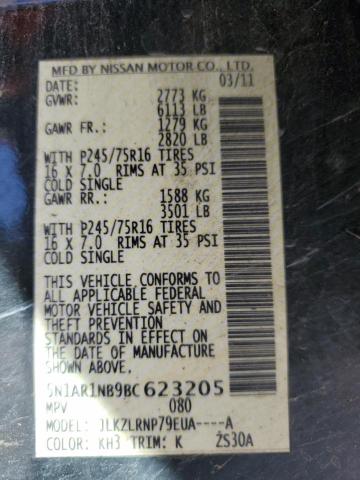 MFD BY NISSAN MOTOR CO., LTD.
DATE: 03/11
GVWR: 2773 KG
6113 LB
GAWR FR.: 1279 KG
2820 LB
WITH P245/75R16 TIRES
16 X 7.0 RIMS AT 35 PSI
COLD SINGLE
GAWR RR.: 1588 KG
3501 LB
WITH P245/75R16 TIRES
16 X 7.0 RIMS AT 35 PSI
COLD SINGLE
THIS VEHICLE CONFORMS TO
ALL APPLICABLE FEDERAL
MOTOR VEHICLE SAFETY AND
THEFT PREVENTION
STANDARDS IN EFFECT ON
THE DATE OF MANUFACTURE
SHOWN ABOVE.
5N1AR1NB9BC623205
MPV 080
MODEL: JLKZLRNP79EUA----A
COLOR: KH3 TRIM: K ZS30A